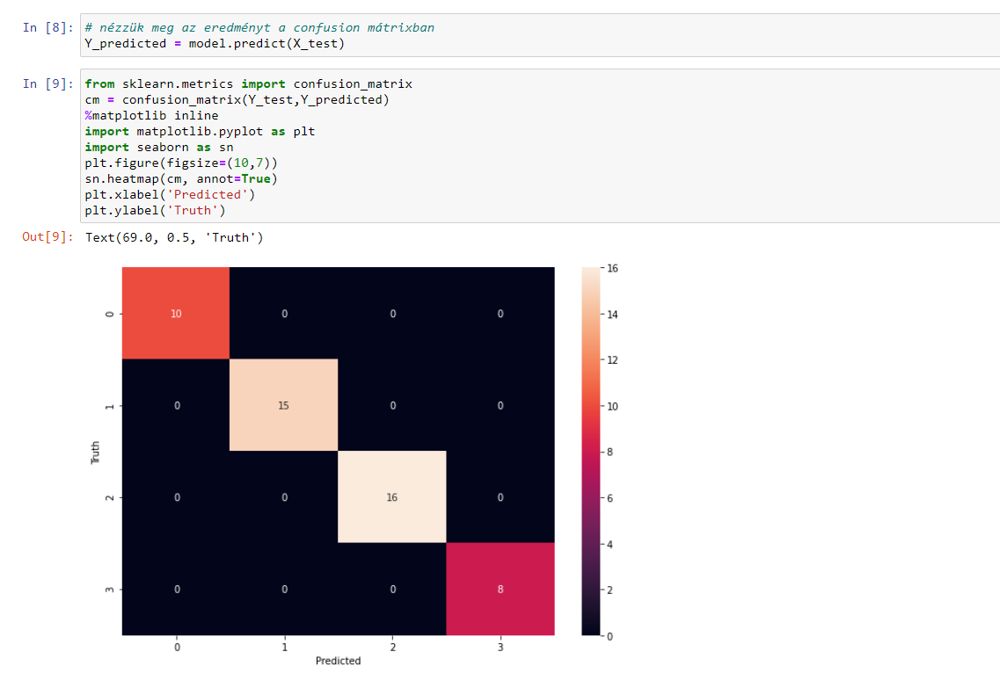 In [8]: # nézzük meg az eredményt a confusion mátrixban
Y_predicted = model.predict(X_test)
In [9]: from sklearn.metrics import confusion_matrix
cm = confusion_matrix(Y_test,Y_predicted)
%matplotlib inline
import matplotlib.pyplot as plt
import seaborn as sn
plt.figure(figsize=(10,7))
sn.heatmap(cm, annot=True)
plt.xlabel('Predicted')
plt.ylabel('Truth')
Out[9]: Text(69.0, 0.5, 'Truth')
0 10 0 0 0
1 0 15 0 0
2 0 0 16 0
3 0 0 0 8
Truth
0 1 2 3
Predicted
16
14
12
10
8
6
4
2
0